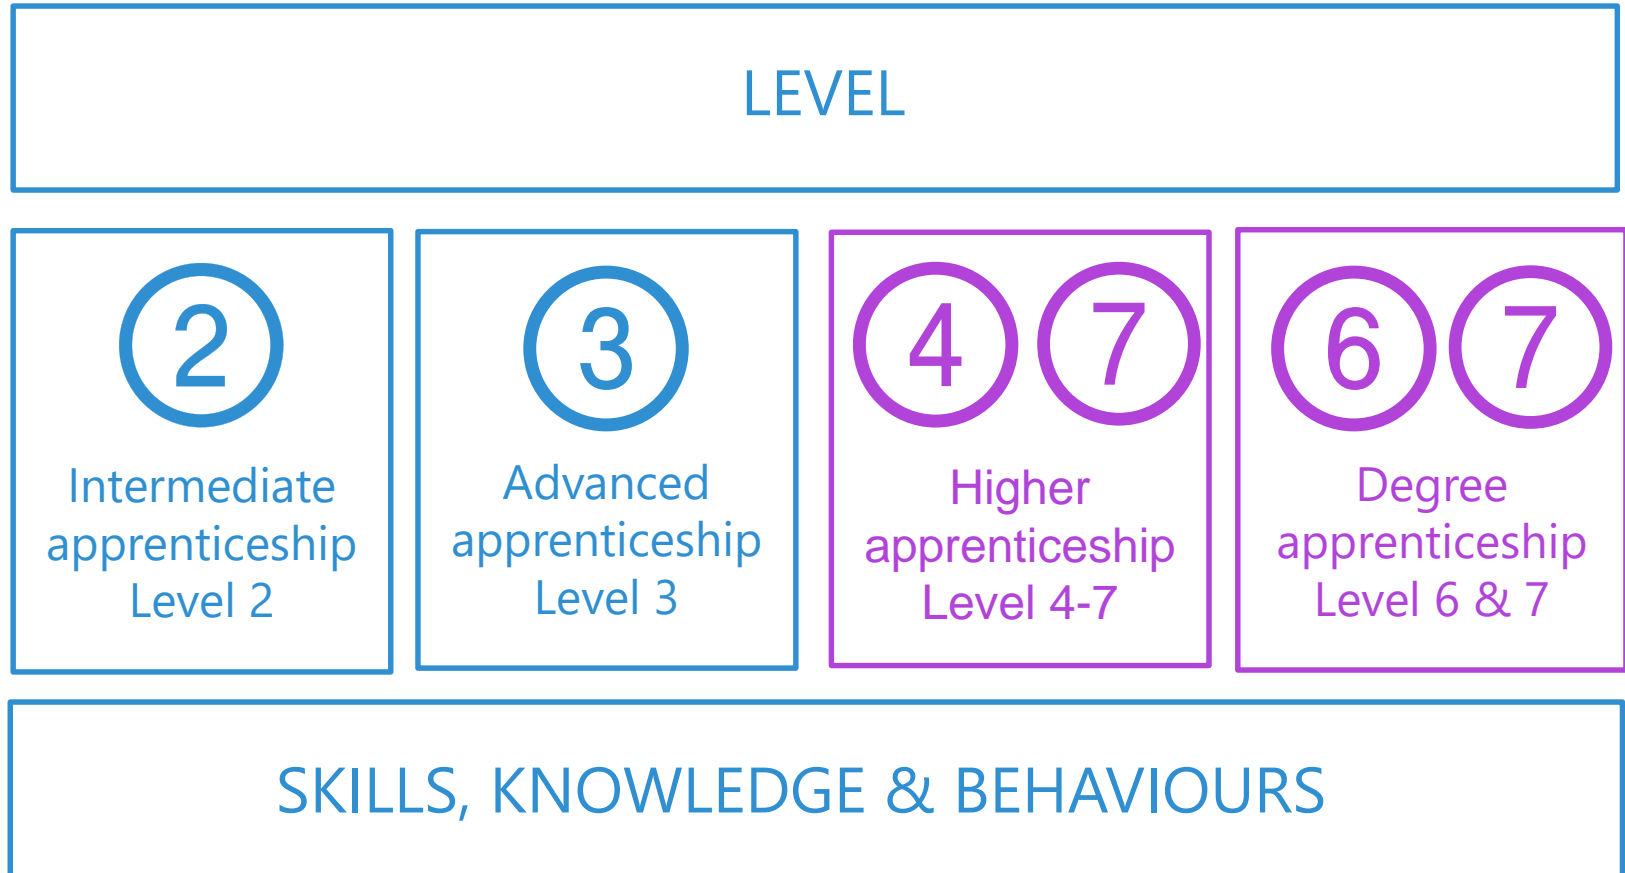 LEVEL
2
Intermediate
apprenticeship
Level 2
3
Advanced
apprenticeship
Level 3
4 7
Higher
apprenticeship
Level 4-7
6 7
Degree
apprenticeship
Level 6 & 7
SKILLS, KNOWLEDGE & BEHAVIOURS